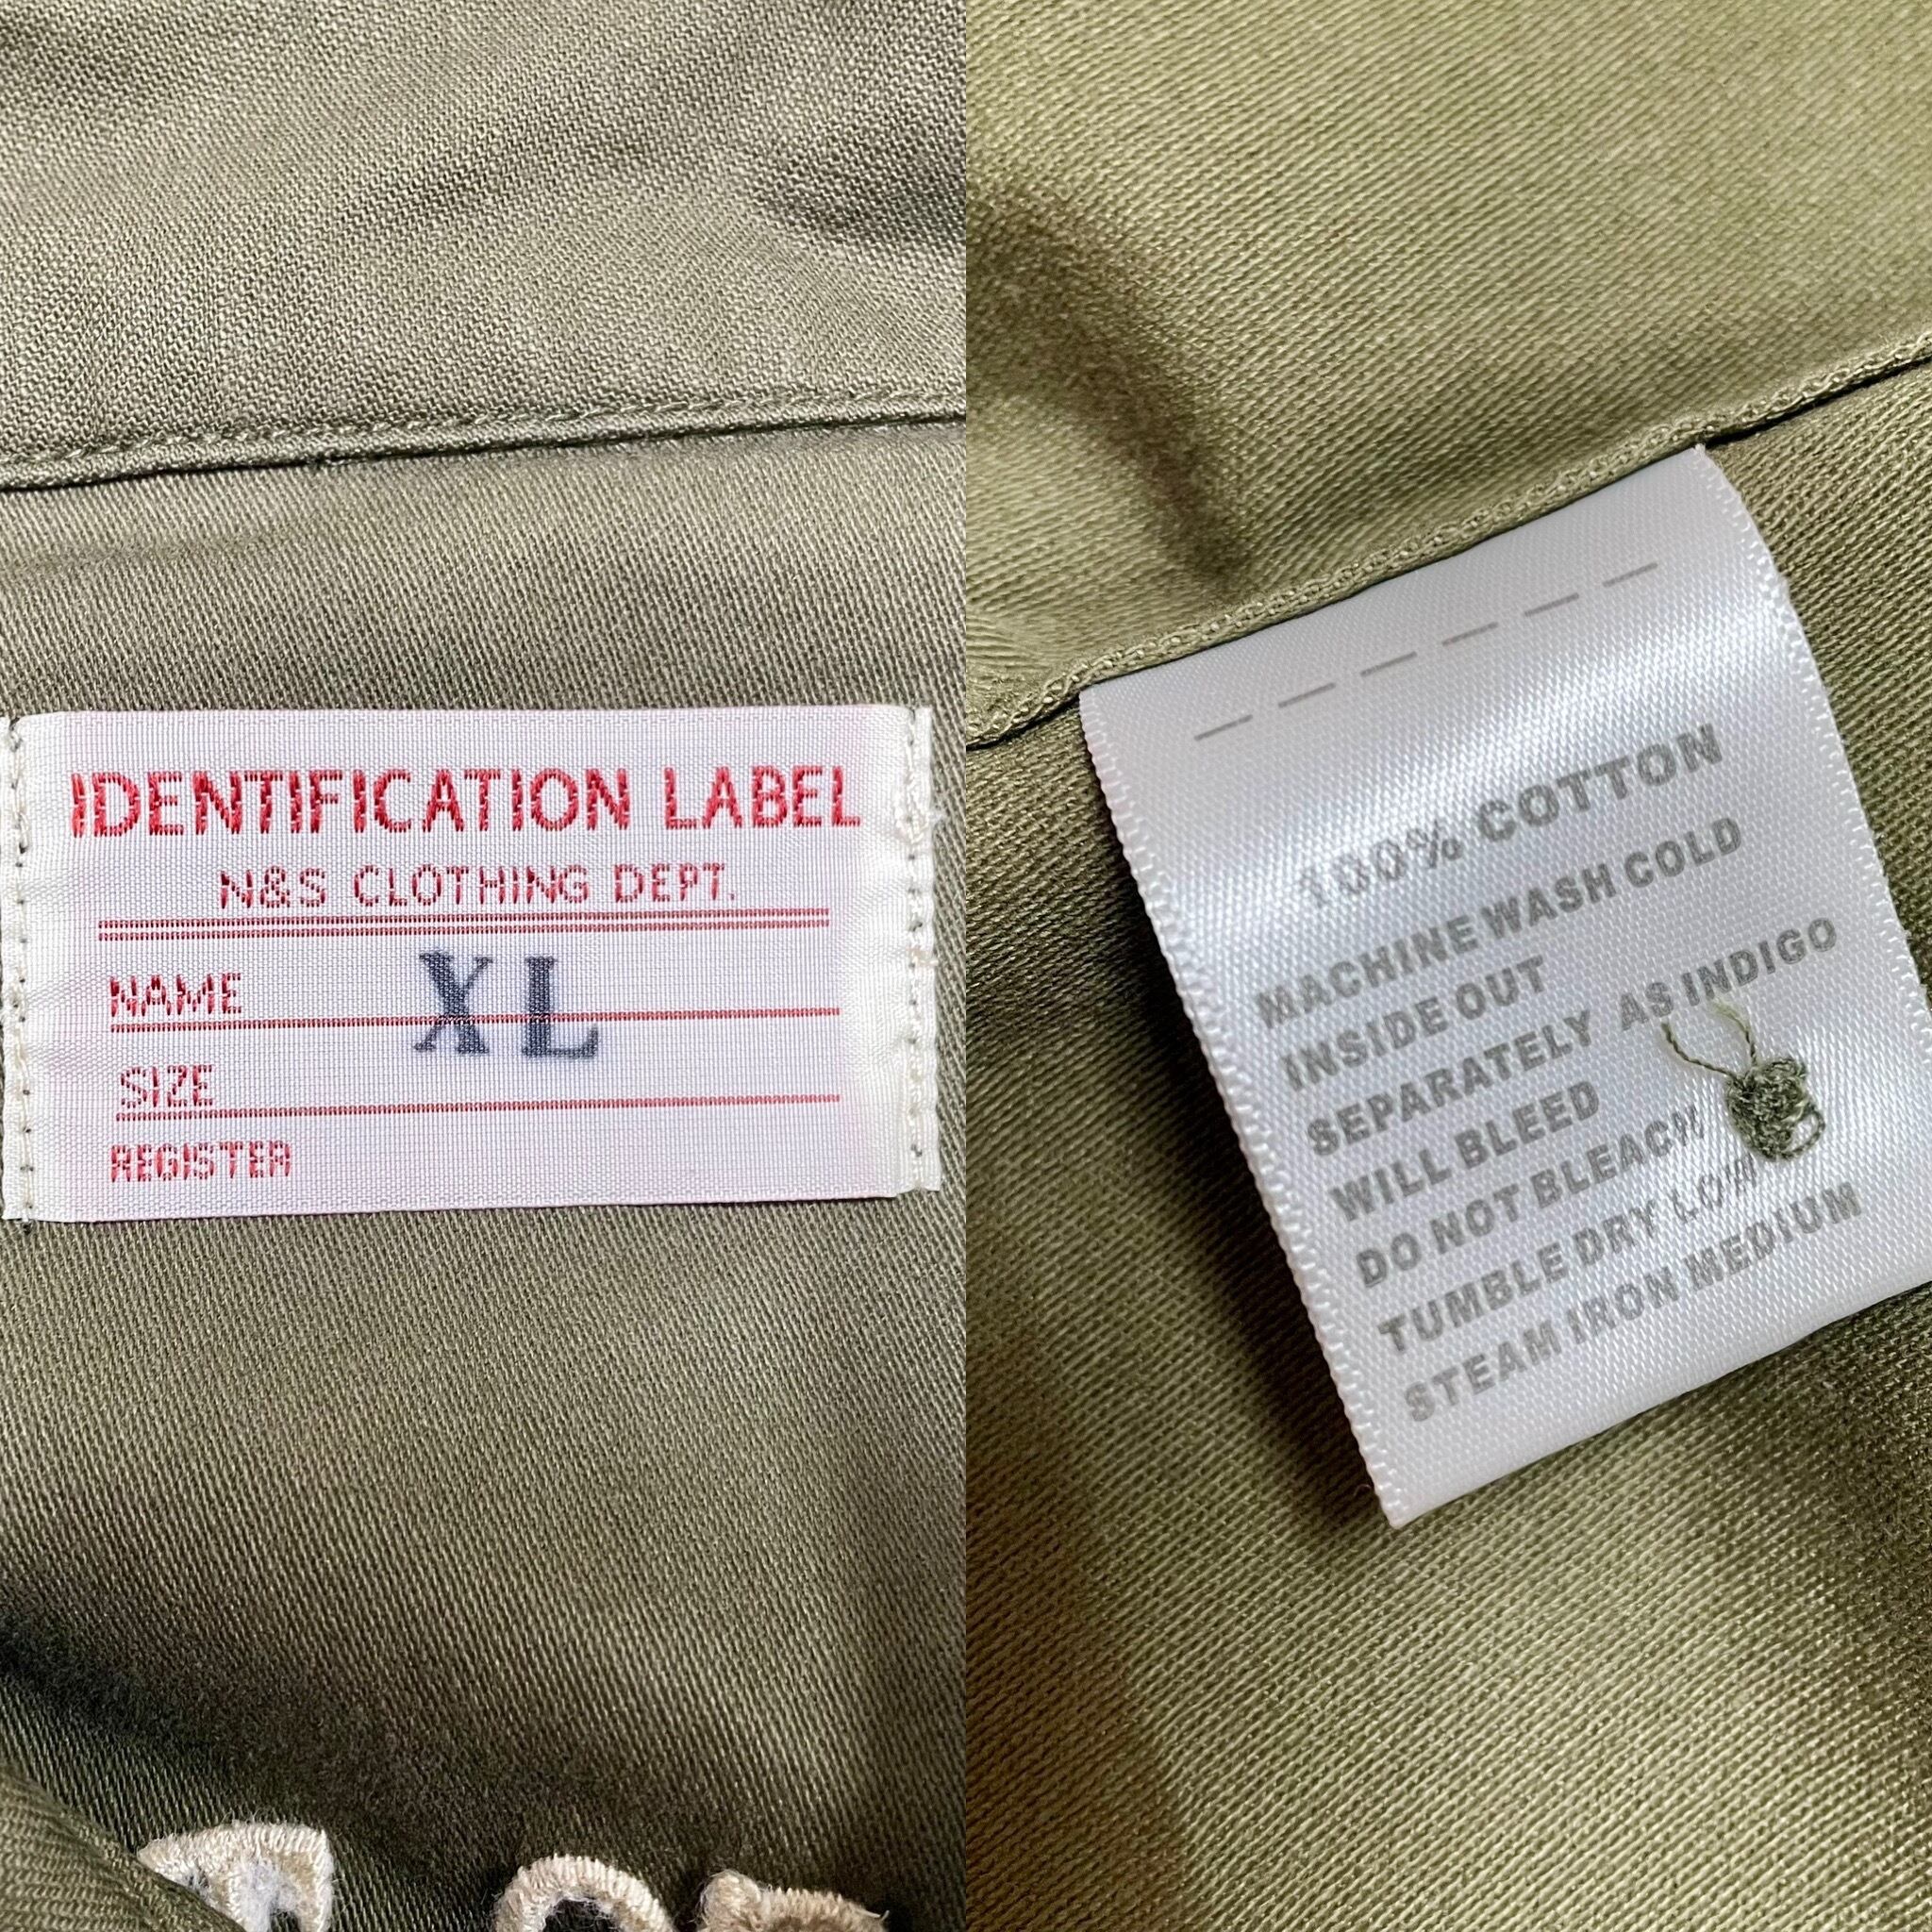 IDENTIFICATION LABEL
N&S CLOTHING DEPT.
NAME
XL
SIZE
REGISTER
100% COTTON
MACHINE WASH COLD
INSIDE OUT
SEPARATELY AS INDIGO
WILL BLEED
DO NOT BLEACH
TUMBLE DRY LOW
STEAM IRON MEDIUM